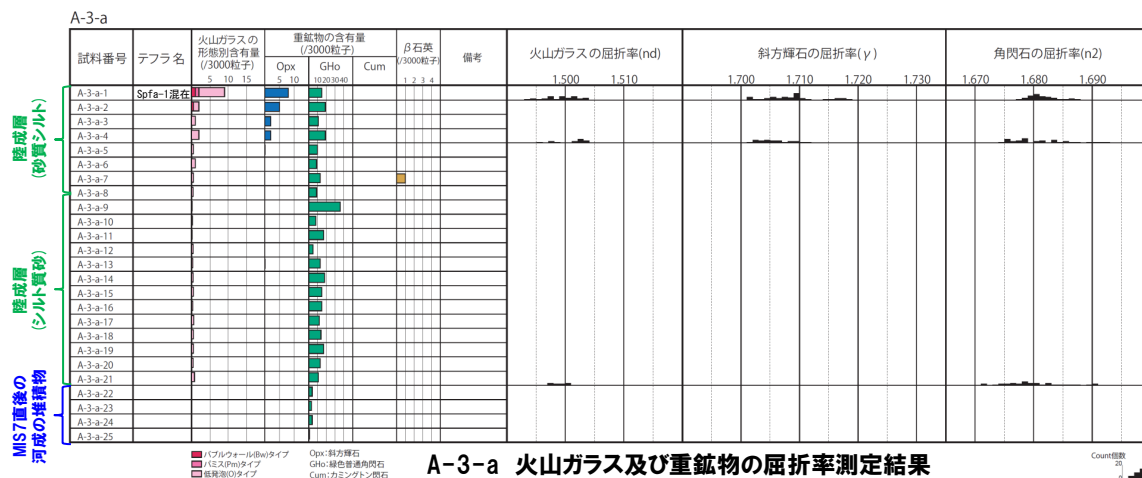 A-3-a
試料番号 テフラ名 火山ガラスの形態別含有量(/3000粒子) 重鉱物の含有量(/3000粒子) β石英(/3000粒子) 備考 火山ガラスの屈折率(nd) 斜方輝石の屈折率(γ) 角閃石の屈折率(n2)
Opx GHo Cum
5 10 15 5 10 10203040 1 2 3 4 1,500 1,510 1,700 1,710 1,720 1,730 1,670 1,680 1,690
陸成層
(砂質シルト)
A-3-a-1 Spfa-1混在
A-3-a-2
A-3-a-3
A-3-a-4
A-3-a-5
A-3-a-6
A-3-a-7
A-3-a-8
陸成層
(シルト質砂)
A-3-a-9
A-3-a-10
A-3-a-11
A-3-a-12
A-3-a-13
A-3-a-14
A-3-a-15
A-3-a-16
A-3-a-17
A-3-a-18
A-3-a-19
A-3-a-20
A-3-a-21
MIS7直後の
河成の堆積物
A-3-a-22
A-3-a-23
A-3-a-24
A-3-a-25
バブルウォール(Bw)タイプ
パミス(Pm)タイプ
低発泡(O)タイプ
Opx:斜方輝石
GHo:緑色普通角閃石
Cum:カミングトン閃石
A-3-a 火山ガラス及び重鉱物の屈折率測定結果
Count個数
20
0